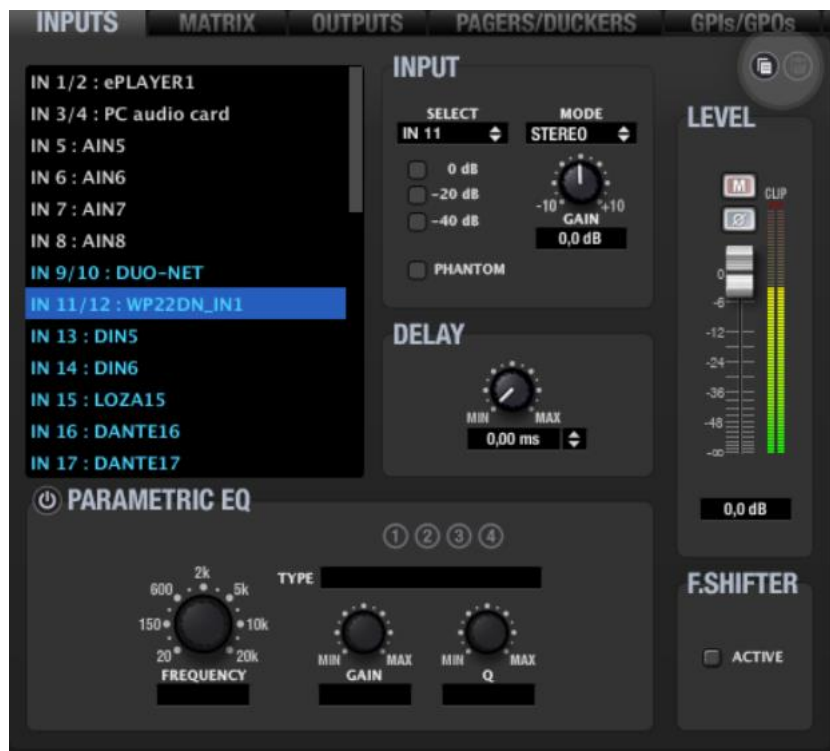 INPUTS MATRIX OUTPUTS PAGERS/DUCKERS GPIs/GPOs
IN 1/2 : ePLAYER1
IN 3/4 : PC audio card
IN 5 : AIN5
IN 6 : AIN6
IN 7 : AIN7
IN 8 : AIN8
IN 9/10 : DUO-NET
IN 11/12 : WP22DN_IN1
IN 13 : DIN5
IN 14 : DIN6
IN 15 : LOZA15
IN 16 : DANTE16
IN 17 : DANTE17
INPUT
SELECT MODE
IN 11 STEREO
0 dB
-20 dB
-40 dB
-10 +10
GAIN
0,0 dB
PHANTOM
DELAY
MIN MAX
0,00 ms
LEVEL
M CLIP
Ø
0
-6
-12
-24
-36
-48
-∞
0,0 dB
PARAMETRIC EQ
1 2 3 4
TYPE
2k
600 5k
150 10k
20 20k
FREQUENCY
MIN MAX
GAIN
MIN MAX
Q
F.SHIFTER
ACTIVE